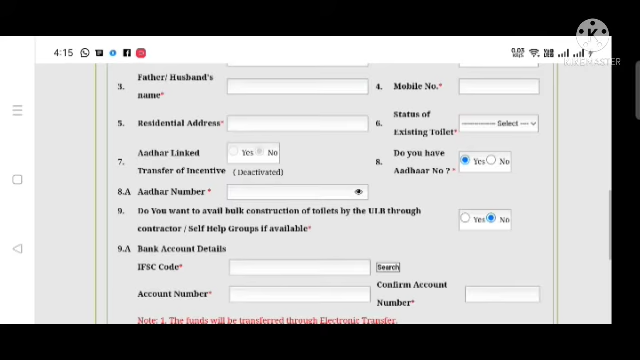 4:15
0.03 KB/S
KINEMASTER
3. Father/ Husband's name*
4. Mobile No.*
5. Residential Address*
6. Status of Existing Toilet*
------------- Select ----
7. Aadhar Linked Transfer of Incentive
Yes No
( Deactivated)
8. Do you have Aadhaar No ? *
Yes No
8.A Aadhar Number *
9. Do You want to avail bulk construction of toilets by the ULB through
contractor / Self Help Groups if available*
Yes No
9.A Bank Account Details
IFSC Code*
Search
Account Number*
Confirm Account Number*
Note: 1. The funds will be transferred through Electronic Transfer.